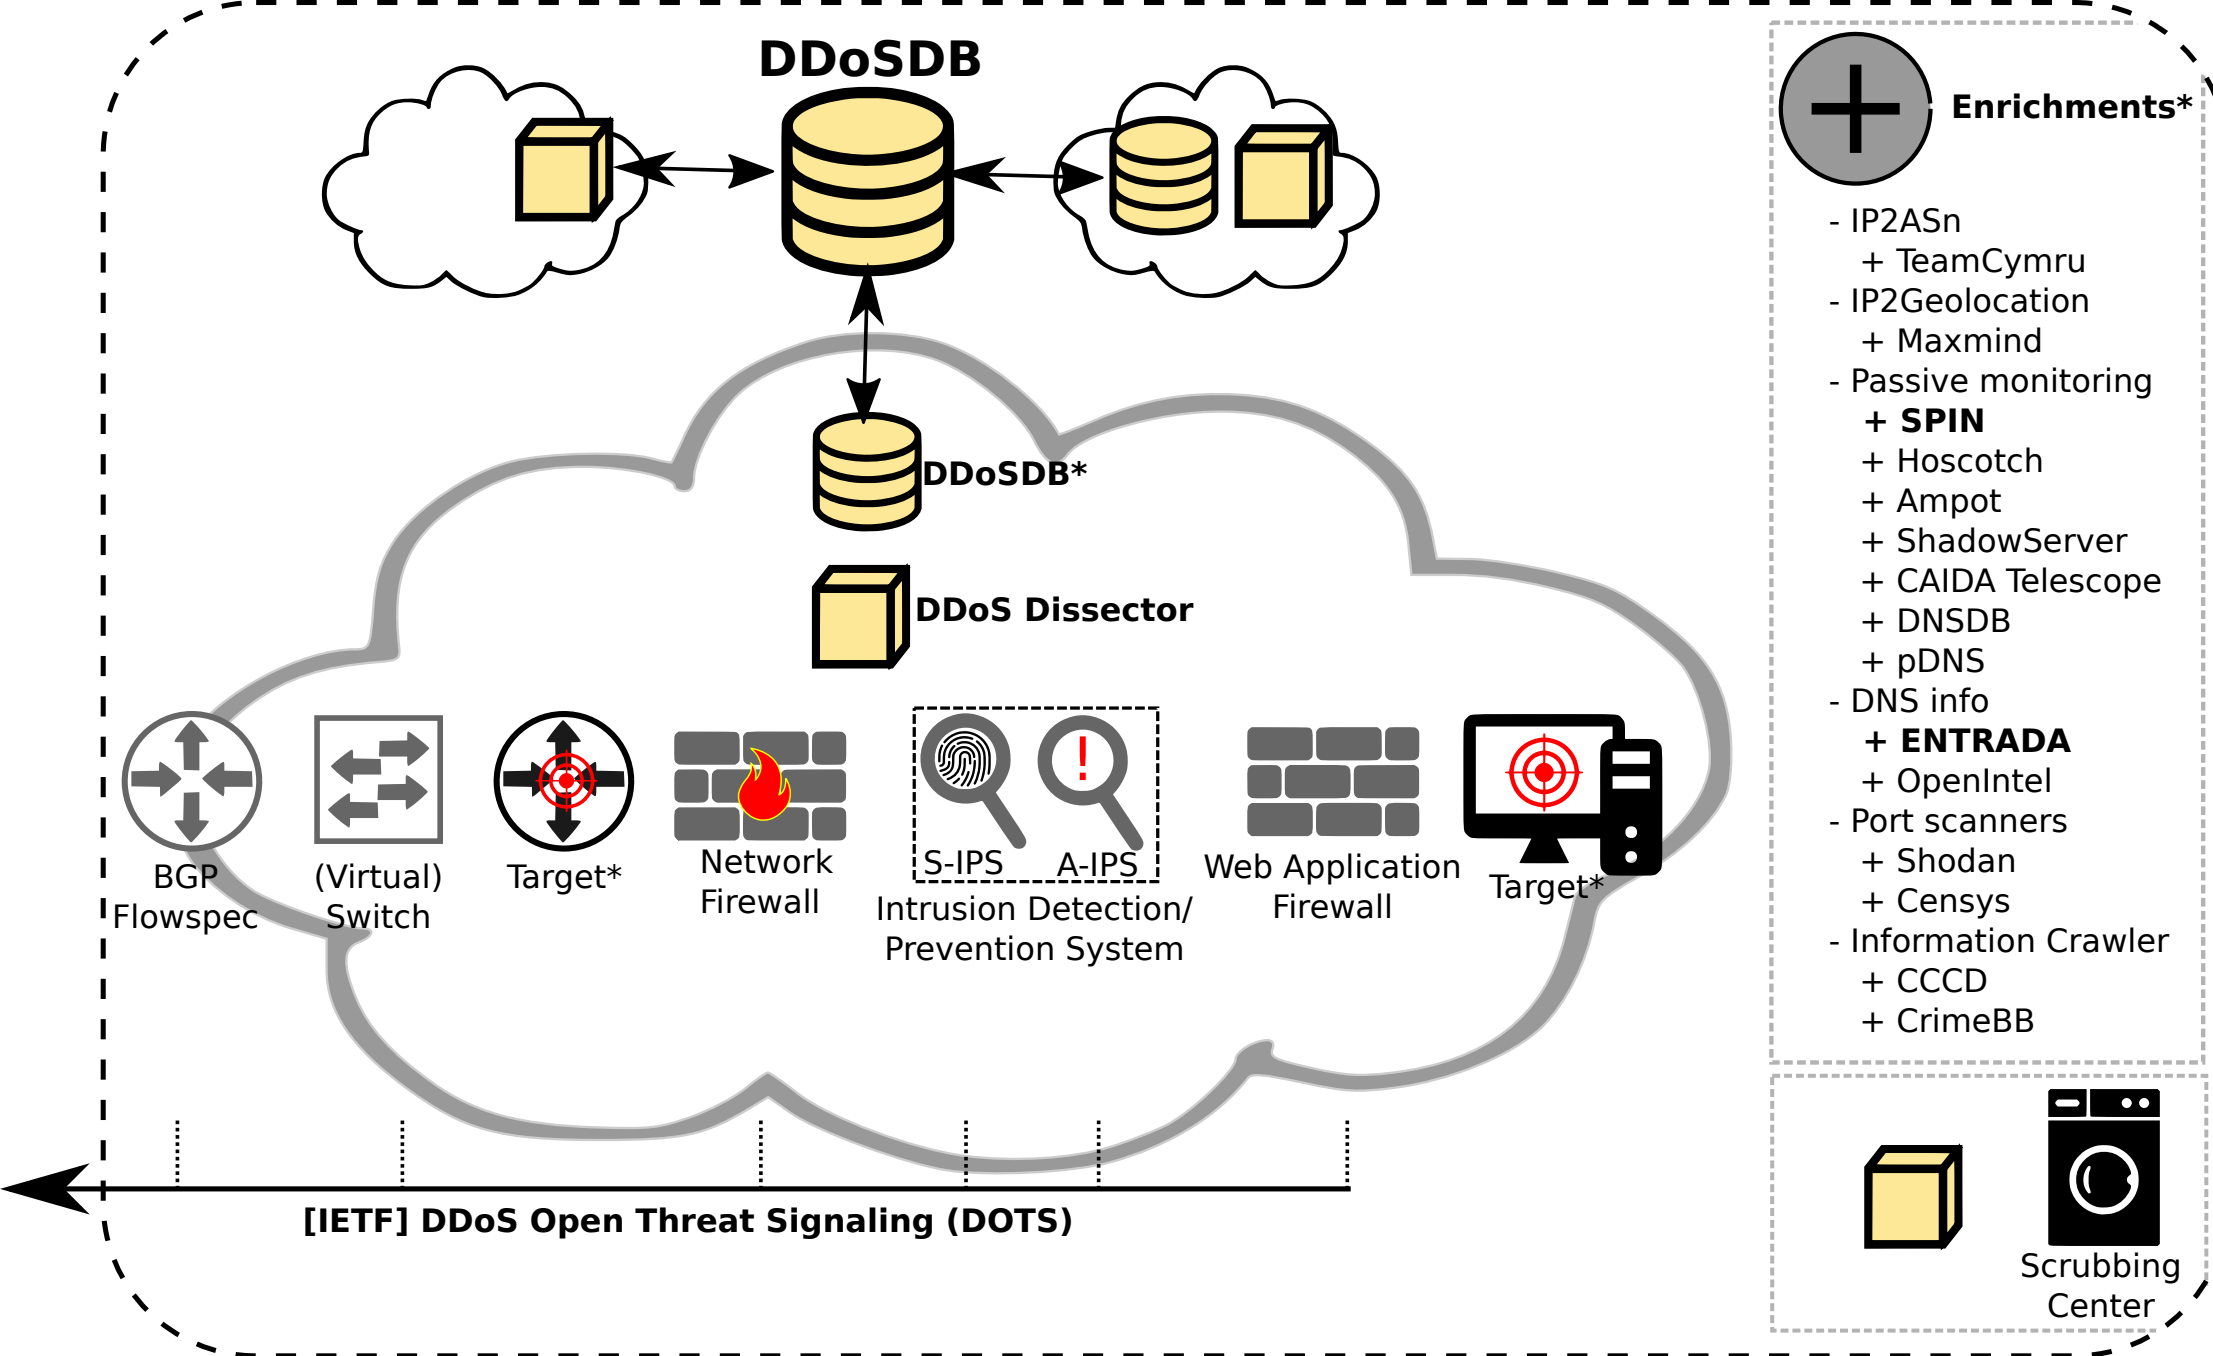 DDoSDB
DDoSDB*
DDoS Dissector
BGP
Flowspec
(Virtual)
Switch
Target*
Network
Firewall
S-IPS
A-IPS
Intrusion Detection/
Prevention System
Web Application
Firewall
Target*
[IETF] DDoS Open Threat Signaling (DOTS)
Enrichments*
- IP2ASn
+ TeamCymru
- IP2Geolocation
+ Maxmind
- Passive monitoring
+ SPIN
+ Hoscotch
+ Ampot
+ ShadowServer
+ CAIDA Telescope
+ DNSDB
+ pDNS
- DNS info
+ ENTRADA
+ OpenIntel
- Port scanners
+ Shodan
+ Censys
- Information Crawler
+ CCCD
+ CrimeBB
Scrubbing
Center